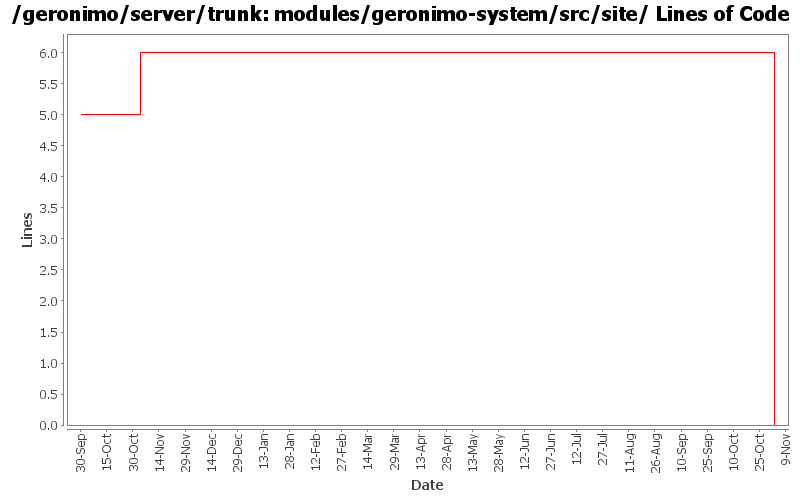 /geronimo/server/trunk: modules/geronimo-system/src/site/ Lines of Code
6.0
5.5
5.0
4.5
4.0
3.5
3.0
2.5
2.0
1.5
1.0
0.5
0.0
Lines
30-Sep
15-Oct
30-Oct
14-Nov
29-Nov
14-Dec
29-Dec
13-Jan
28-Jan
12-Feb
27-Feb
14-Mar
29-Mar
13-Apr
28-Apr
13-May
28-May
12-Jun
27-Jun
12-Jul
27-Jul
11-Aug
26-Aug
10-Sep
25-Sep
10-Oct
25-Oct
9-Nov
Date